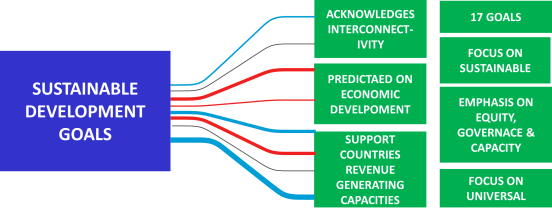 SUSTAINABLE
DEVELOPMENT
GOALS
ACKNOWLEDGES
INTERCONNECT-
IVITY
PREDICTAED ON
ECONOMIC
DEVELPOMENT
SUPPORT
COUNTRIES
REVENUE
GENERATING
CAPACITIES
17 GOALS
FOCUS ON
SUSTAINABLE
EMPHASIS ON
EQUITY,
GOVERNACE &
CAPACITY
FOCUS ON
UNIVERSAL